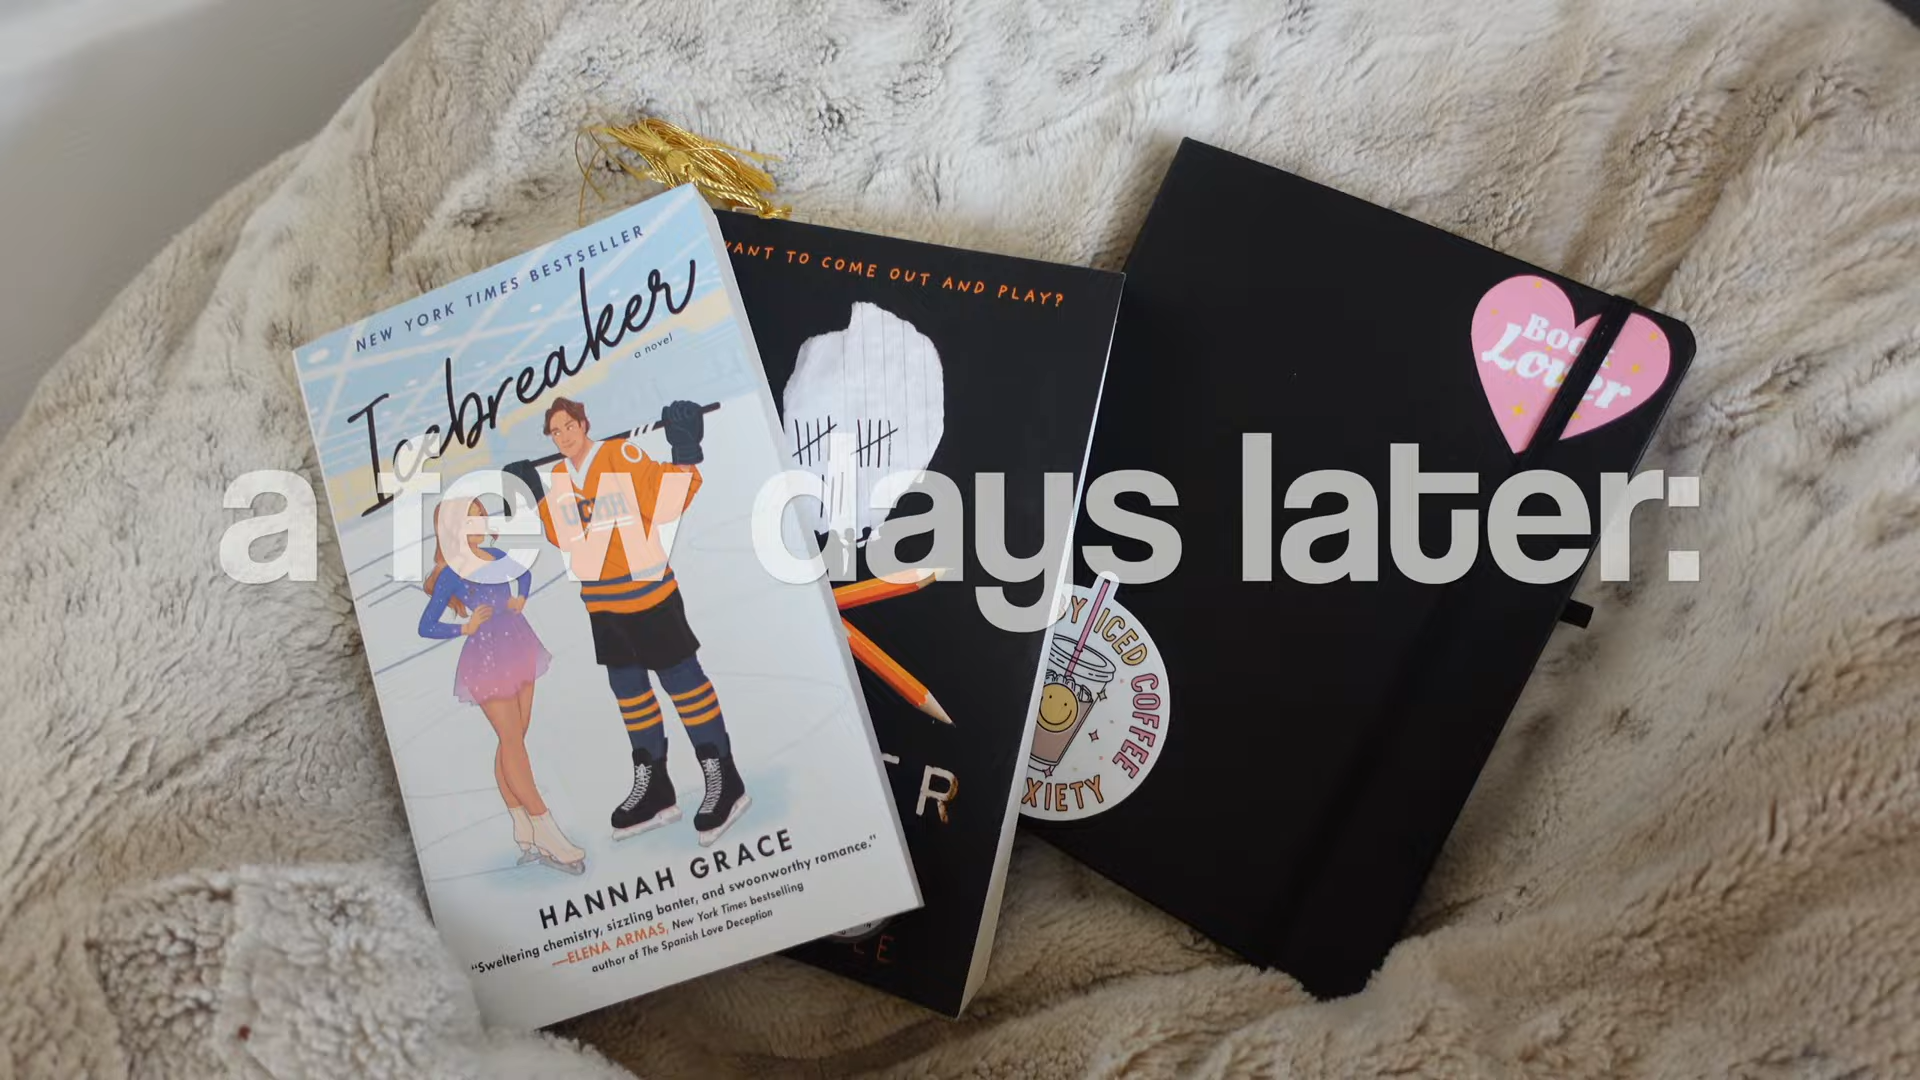 NEW YORK TIMES BESTSELLER
Icebreaker
a novel
UCMH
HANNAH GRACE
"Sweltering chemistry, sizzling banter, and swoonworthy romance."
—ELENA ARMAS, New York Times bestselling
author of The Spanish Love Deception
WANT TO COME OUT AND PLAY?
a few days later:
Book
Lover
ICED COFFEE